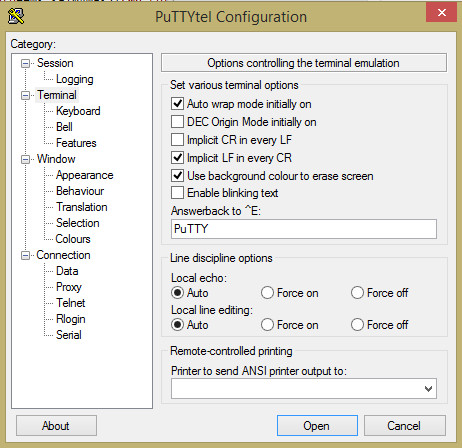 PuTTYtel Configuration
Category:
Session
Logging
Terminal
Keyboard
Bell
Features
Window
Appearance
Behaviour
Translation
Selection
Colours
Connection
Data
Proxy
Telnet
Rlogin
Serial
Options controlling the terminal emulation
Set various terminal options
Auto wrap mode initially on
DEC Origin Mode initially on
Implicit CR in every LF
Implicit LF in every CR
Use background colour to erase screen
Enable blinking text
Answerback to ^E:
PuTTY
Line discipline options
Local echo:
Auto Force on Force off
Local line editing:
Auto Force on Force off
Remote-controlled printing
Printer to send ANSI printer output to:
About Open Cancel